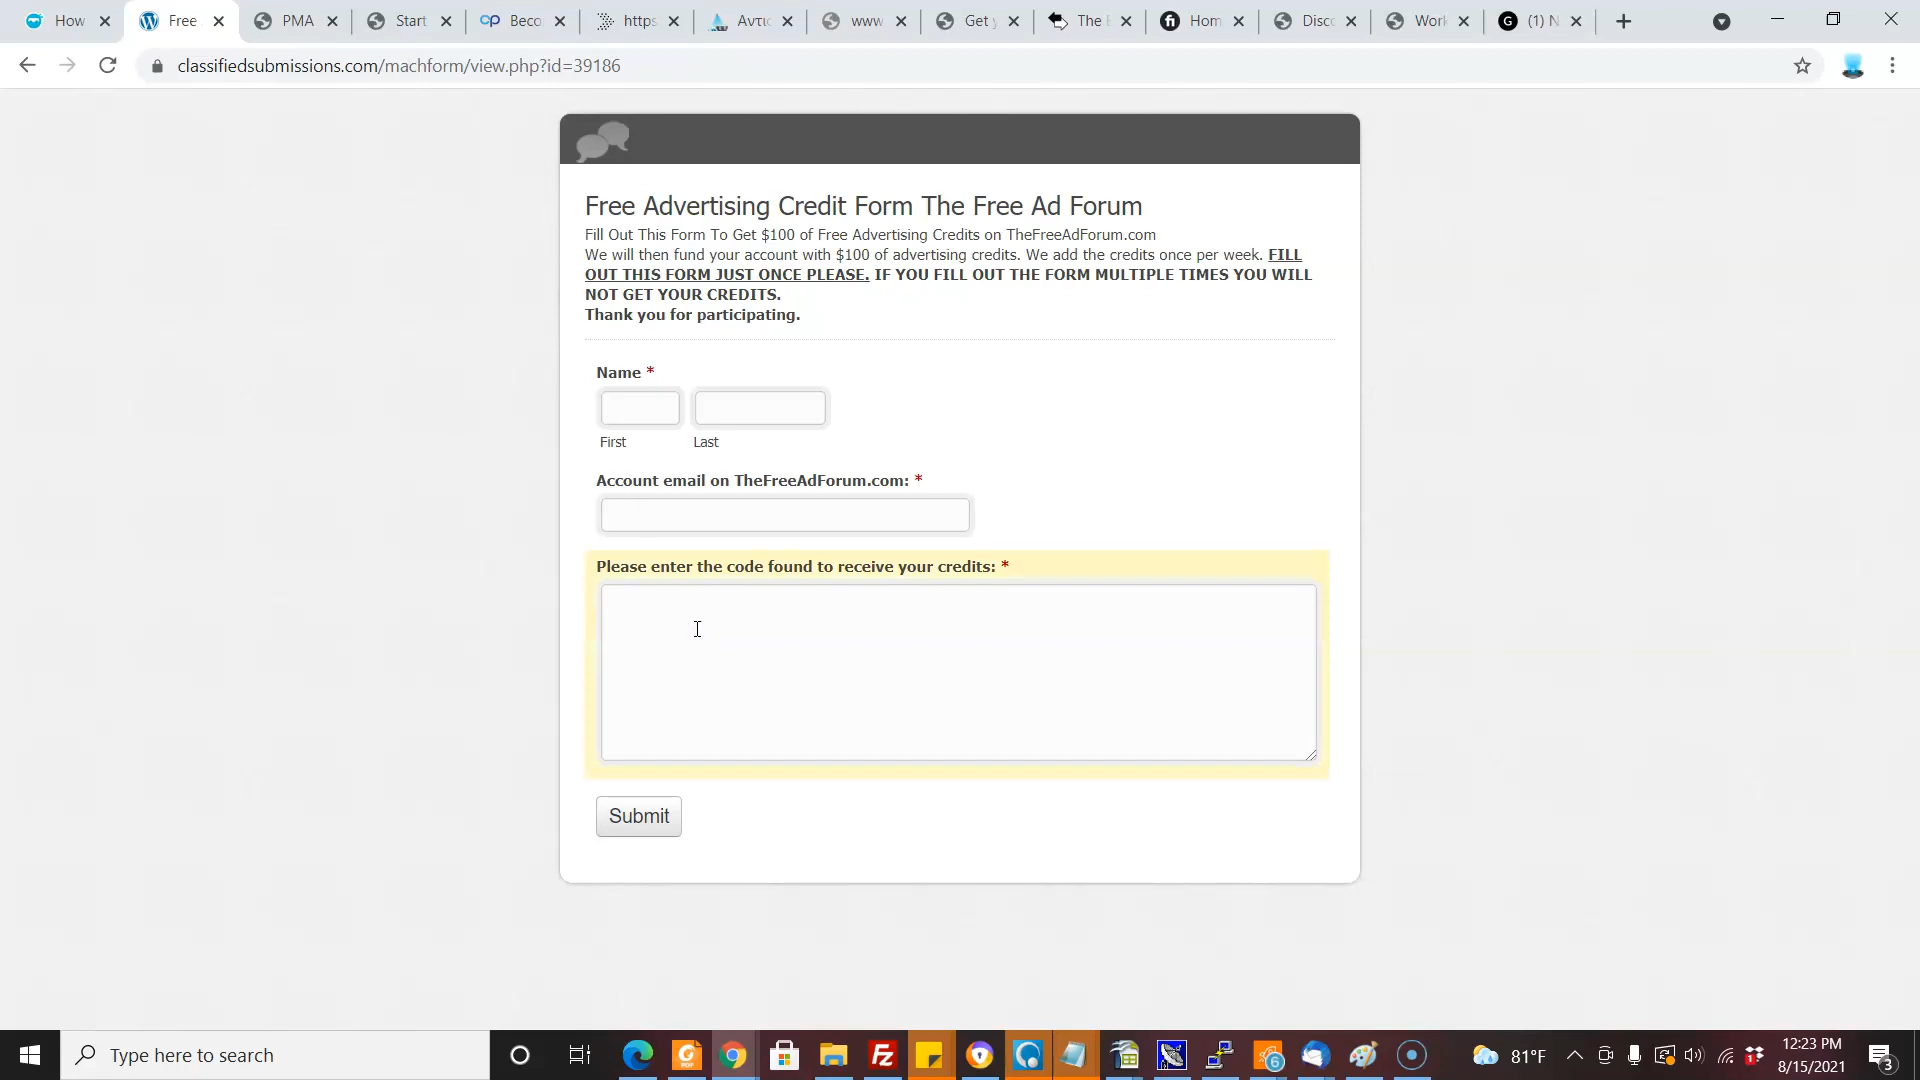 How
Free
PMA
Start
Beco
https
Αντισ
www
Get y
The E
Hom
Disco
Work
(1) N
classifiedsubmissions.com/machform/view.php?id=39186
Free Advertising Credit Form The Free Ad Forum
Fill Out This Form To Get $100 of Free Advertising Credits on TheFreeAdForum.com
We will then fund your account with $100 of advertising credits. We add the credits once per week. FILL
OUT THIS FORM JUST ONCE PLEASE. IF YOU FILL OUT THE FORM MULTIPLE TIMES YOU WILL
NOT GET YOUR CREDITS.
Thank you for participating.
Name *
First Last
Account email on TheFreeAdForum.com: *
Please enter the code found to receive your credits: *
Submit
Type here to search
81°F
12:23 PM
8/15/2021
3